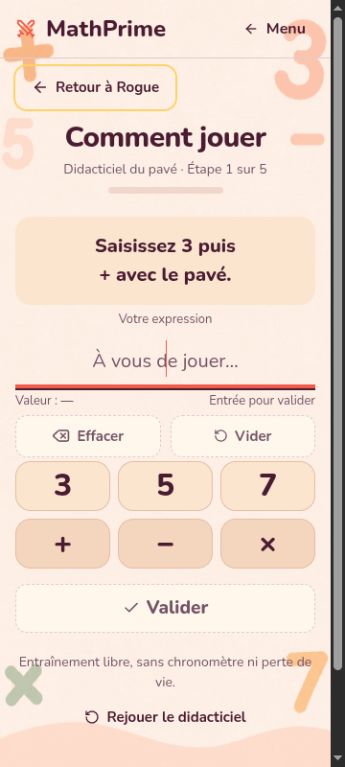 MathPrime
← Menu
← Retour à Rogue
Comment jouer
Didacticiel du pavé · Étape 1 sur 5
Saisissez 3 puis
+ avec le pavé.
Votre expression
À vous de jouer...
Valeur : —
Entrée pour valider
Effacer
Vider
3 5 7
+ − ×
✓ Valider
Entraînement libre, sans chronomètre ni perte de
vie.
Rejouer le didacticiel